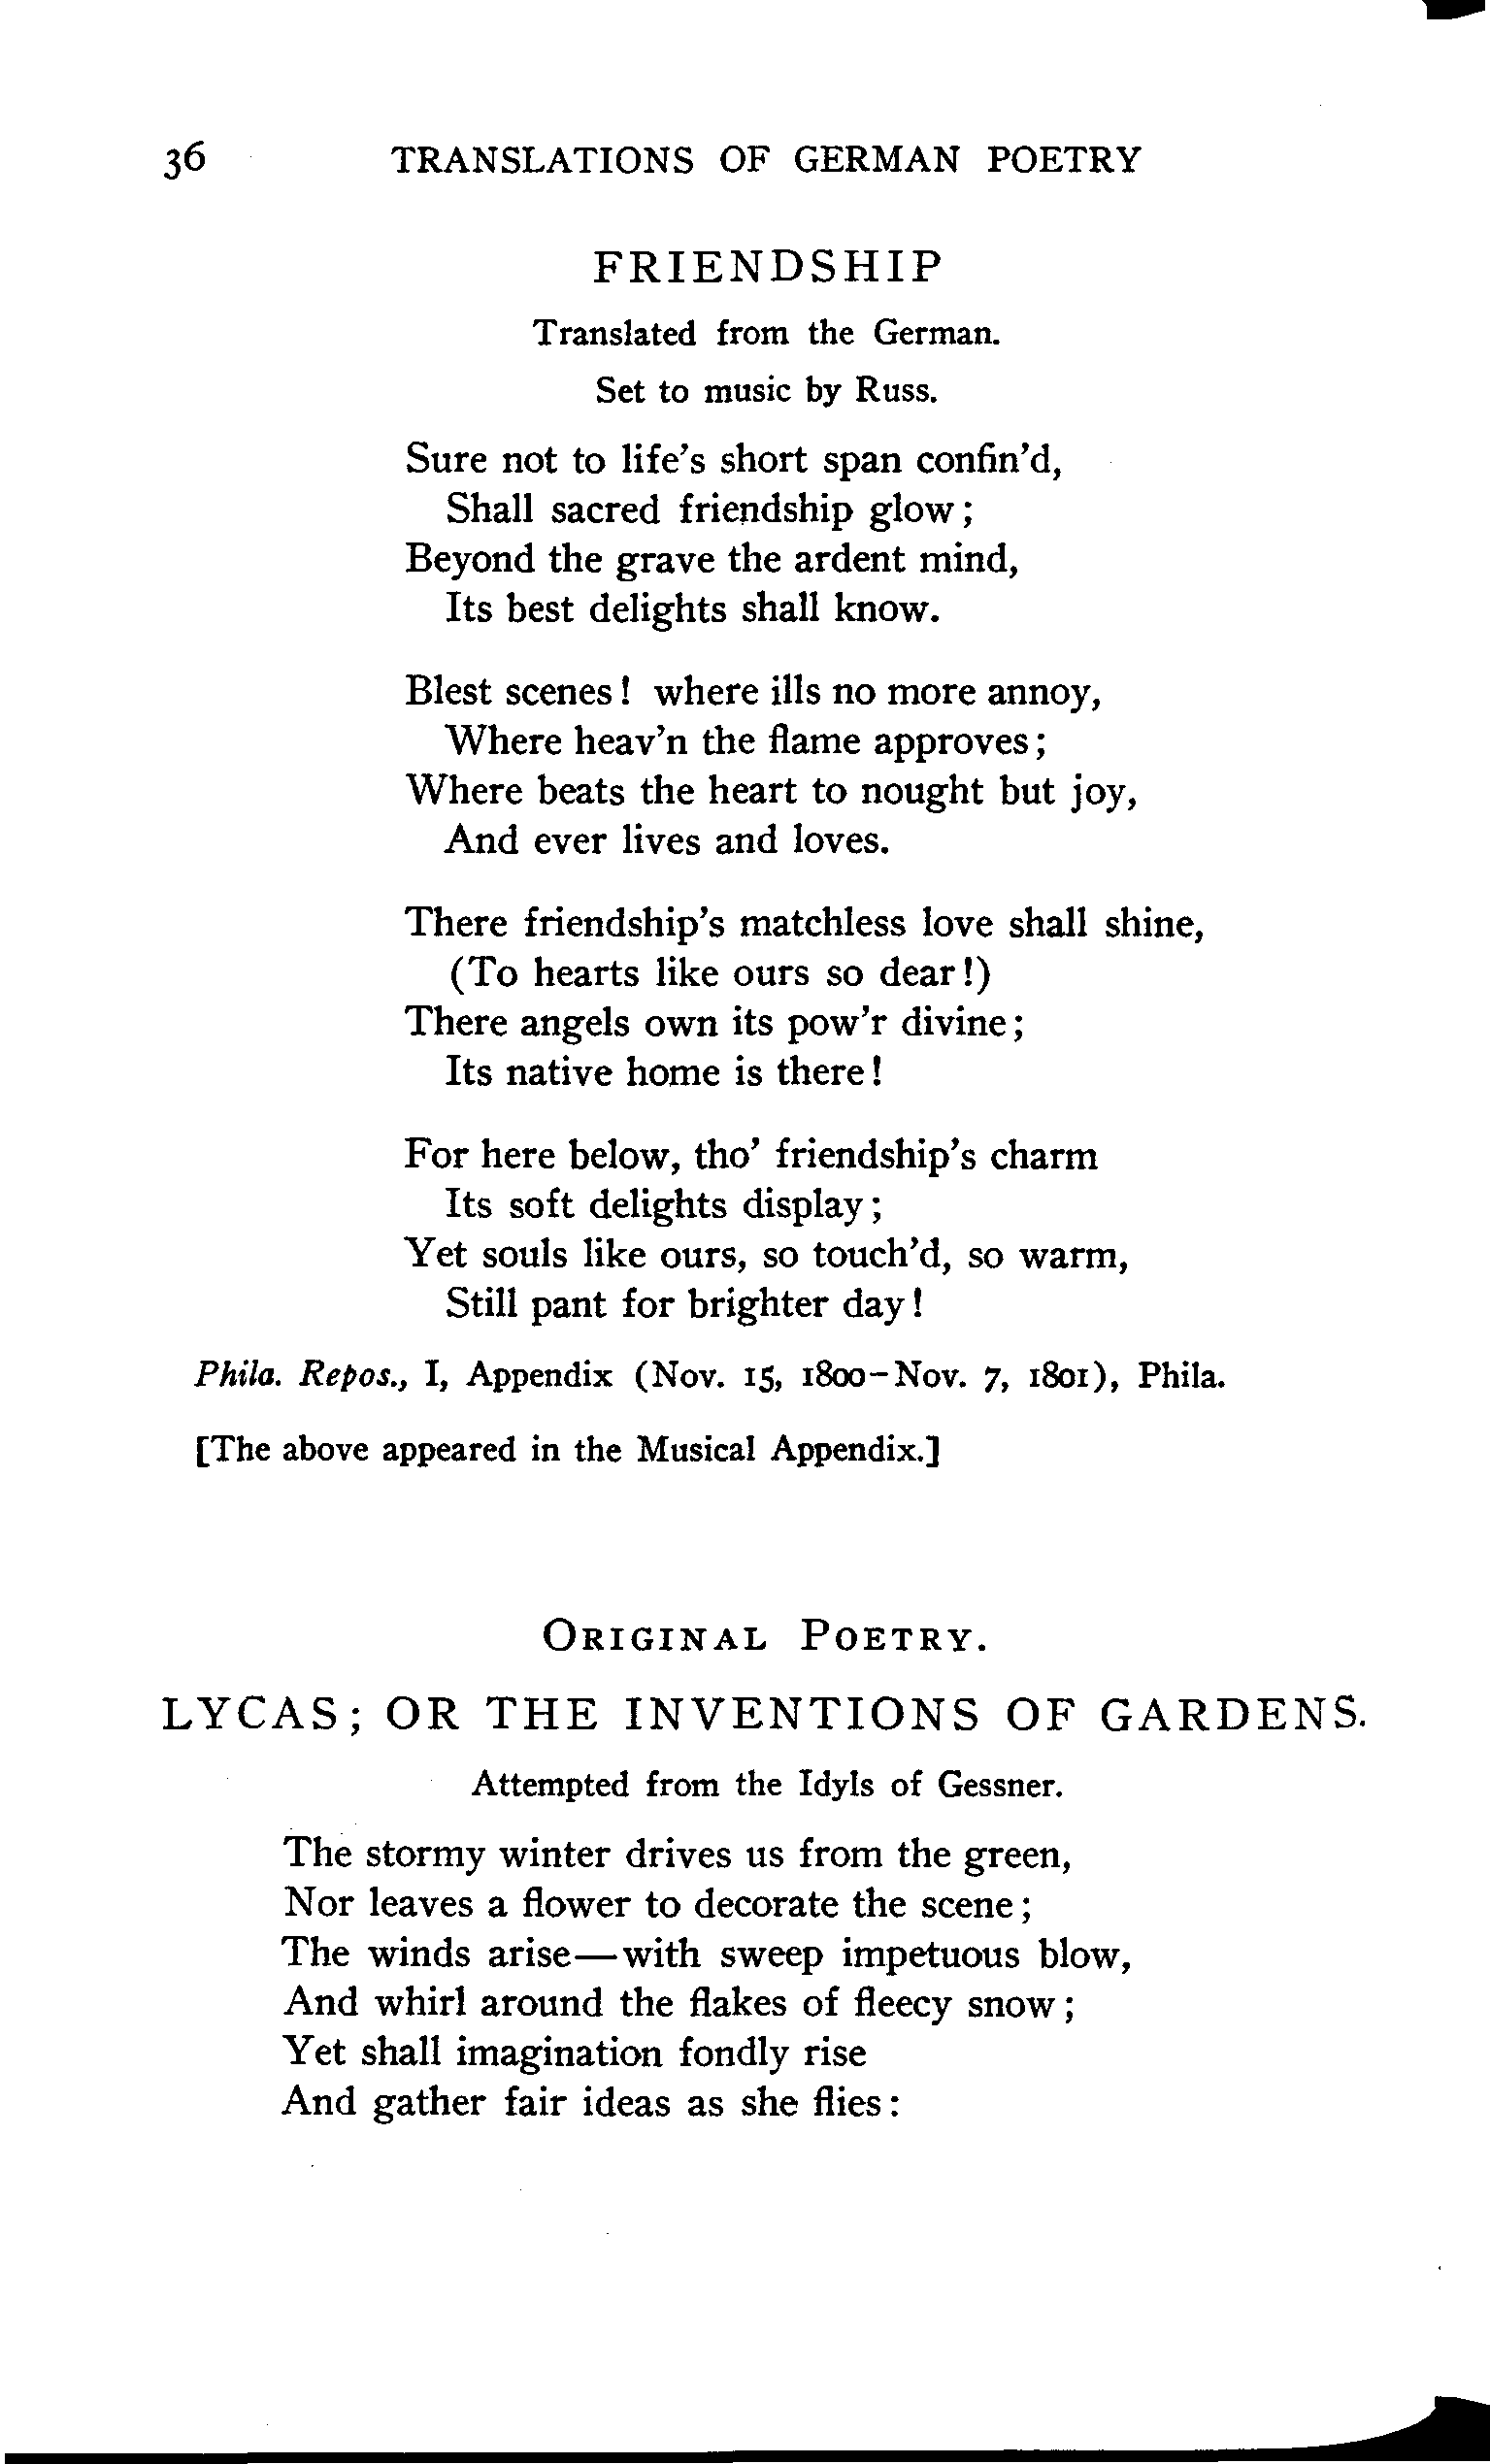 36 TRANSLATIONS OF GERMAN POETRY
FRIENDSHIP
Translated from the German.
Set to music by Russ.
Sure not to life's short span confin'd,
Shall sacred friendship glow;
Beyond the grave the ardent mind,
Its best delights shall know.
Blest scenes! where ills no more annoy,
Where heav'n the flame approves;
Where beats the heart to nought but joy,
And ever lives and loves.
There friendship's matchless love shall shine,
(To hearts like ours so dear!)
There angels own its pow'r divine;
Its native home is there!
For here below, tho' friendship's charm
Its soft delights display;
Yet souls like ours, so touch'd, so warm,
Still pant for brighter day!
Phila. Repos., I, Appendix (Nov. 15, 1800-Nov. 7, 1801), Phila.
[The above appeared in the Musical Appendix.]
ORIGINAL POETRY.
LYCAS; OR THE INVENTIONS OF GARDENS.
Attempted from the Idyls of Gessner.
The stormy winter drives us from the green,
Nor leaves a flower to decorate the scene;
The winds arise—with sweep impetuous blow,
And whirl around the flakes of fleecy snow;
Yet shall imagination fondly rise
And gather fair ideas as she flies: